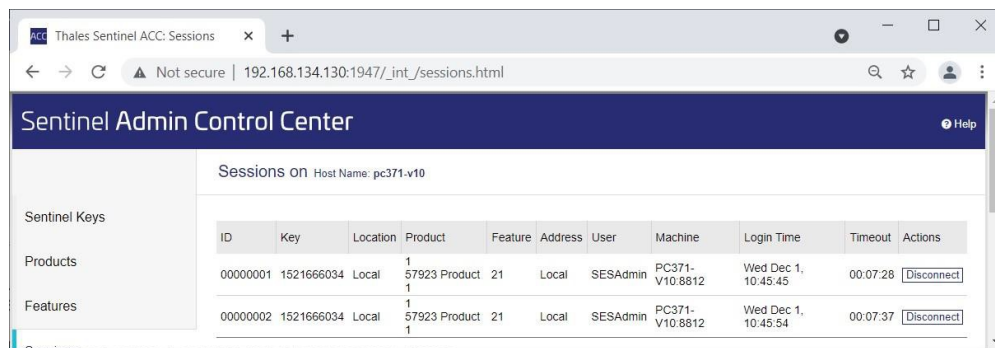 ACC Thales Sentinel ACC: Sessions
Not secure | 192.168.134.130:1947/_int_/sessions.html
Sentinel Admin Control Center
Help
Sessions on Host Name: pc371-v10
Sentinel Keys
Products
Features
ID Key Location Product Feature Address User Machine Login Time Timeout Actions
1
00000001 1521666034 Local 57923 Product 21 Local SESAdmin PC371- Wed Dec 1, 00:07:28 Disconnect
1 V10:8812 10:45:45
1
00000002 1521666034 Local 57923 Product 21 Local SESAdmin PC371- Wed Dec 1, 00:07:37 Disconnect
1 V10:8812 10:45:54